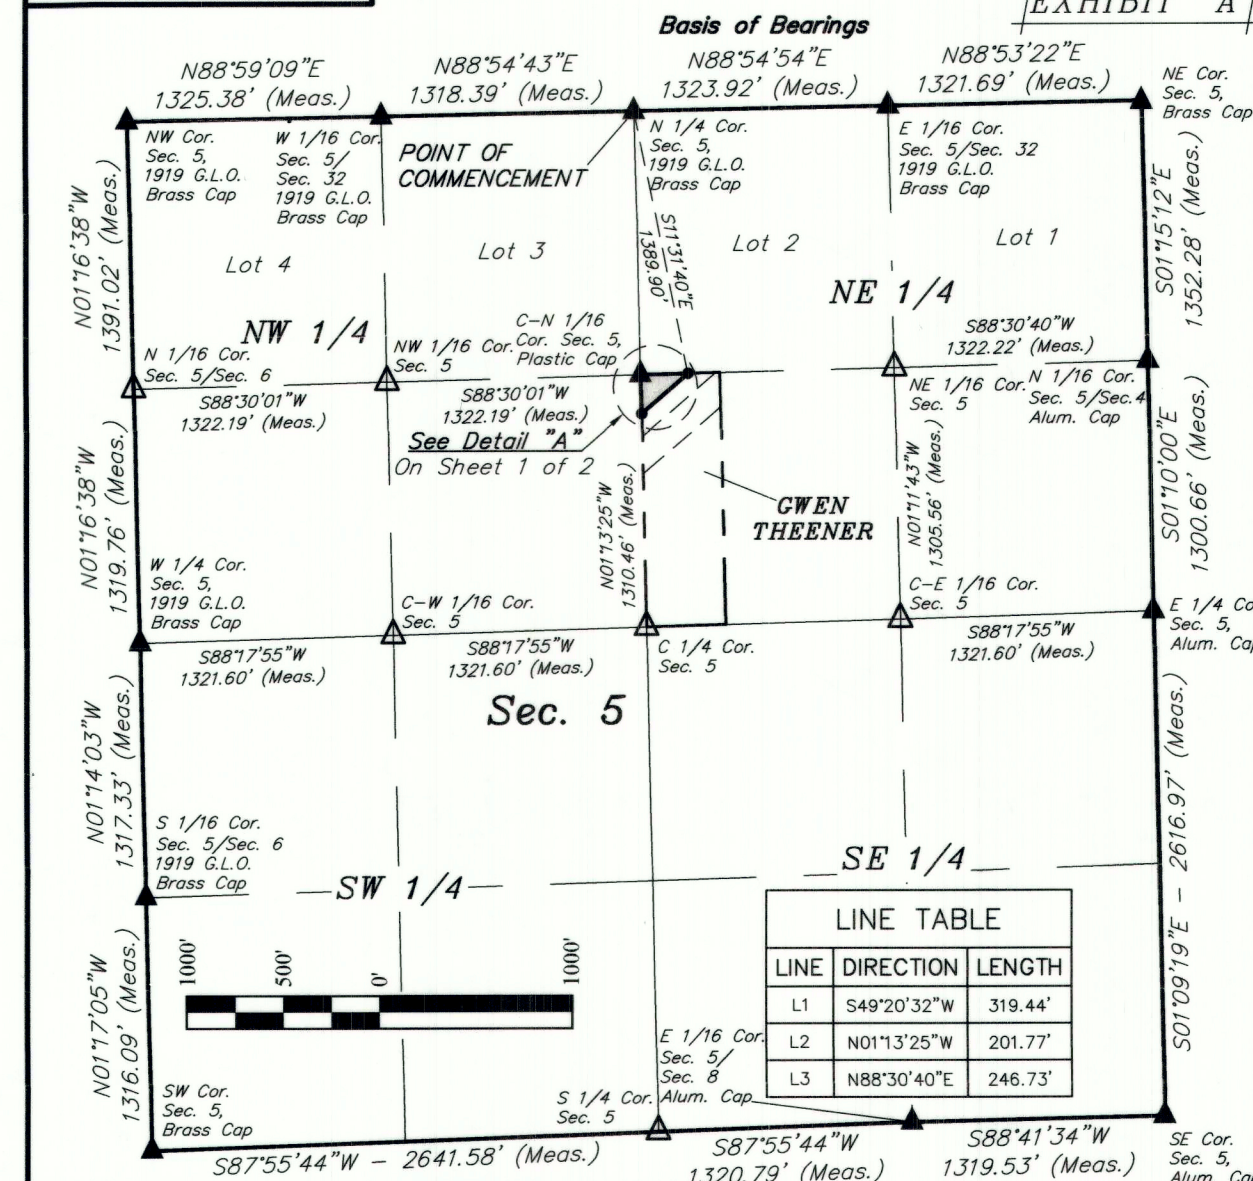 EXHIBIT A
Basis of Bearings
N88°59'09"E
1325.38' (Meas.)
N88°54'43"E
1318.39' (Meas.)
N88°54'54"E
1323.92' (Meas.)
N88°53'22"E
1321.69' (Meas.)
NE Cor.
Sec. 5,
Brass Cap
NW Cor.
Sec. 5,
1919 G.L.O.
Brass Cap
W 1/16 Cor.
Sec. 5/
Sec. 32
1919 G.L.O.
Brass Cap
POINT OF
COMMENCEMENT
N 1/4 Cor.
Sec. 5,
1919 G.L.O.
Brass Cap
E 1/16 Cor.
Sec. 5/Sec. 32
1919 G.L.O.
Brass Cap
N01°16'38"W
1391.02' (Meas.)
S11°31'40"E
1389.90'
S01°15'12"E
1352.28' (Meas.)
Lot 4
Lot 3
Lot 2
Lot 1
NW 1/4
NE 1/4
N 1/16 Cor.
Sec. 5/Sec. 6
NW 1/16 Cor.
Sec. 5
C-N 1/16
Cor. Sec. 5,
Plastic Cap
S88°30'40"W
1322.22' (Meas.)
S88°30'01"W
1322.19' (Meas.)
S88°30'01"W
1322.19' (Meas.)
NE 1/16 Cor.
Sec. 5
N 1/16 Cor.
Sec. 5/Sec.4
Alum. Cap
See Detail "A"
On Sheet 1 of 2
N01°16'38"W
1319.76' (Meas.)
N01°13'25"W
1310.46' (Meas.)
GWEN
THEENER
N01°11'43"W
1305.56' (Meas.)
S01°10'00"E
1300.66' (Meas.)
W 1/4 Cor.
Sec. 5,
1919 G.L.O.
Brass Cap
C-W 1/16 Cor.
Sec. 5
C-E 1/16 Cor.
Sec. 5
E 1/4 Co
Sec. 5,
Alum. Cap
S88°17'55"W
1321.60' (Meas.)
S88°17'55"W
1321.60' (Meas.)
C 1/4 Cor.
Sec. 5
S88°17'55"W
1321.60' (Meas.)
Sec. 5
N01°14'03"W
1317.33' (Meas.)
S01°09'19"E - 2616.97' (Meas.)
S 1/16 Cor.
Sec. 5/Sec. 6
1919 G.L.O.
Brass Cap
SW 1/4
SE 1/4
LINE TABLE
LINE DIRECTION LENGTH
L1 S49°20'32"W 319.44'
L2 N01°13'25"W 201.77'
L3 N88°30'40"E 246.73'
1000' 500' 0' 1000'
N01°17'05"W
1316.09' (Meas.)
E 1/16 Cor.
Sec. 5/
Sec. 8
Alum. Cap
SW Cor.
Sec. 5,
Brass Cap
S 1/4 Cor.
Sec. 5
S87°55'44"W - 2641.58' (Meas.)
S87°55'44"W
1320.79' (Meas.)
S88°41'34"W
1319.53' (Meas.)
SE Cor.
Sec. 5,
Alum. Cap